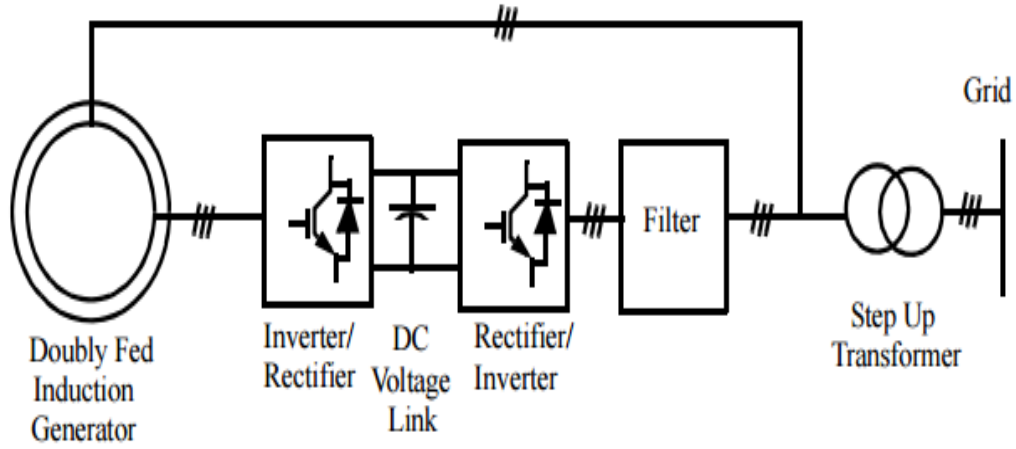 Grid
Filter
Doubly Fed
Induction
Generator
Inverter/
Rectifier
DC
Voltage
Link
Rectifier/
Inverter
Step Up
Transformer